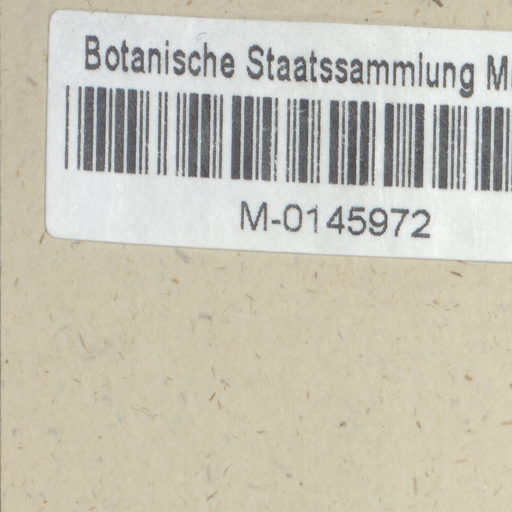 Botanische Staatssammlung
M-0145972